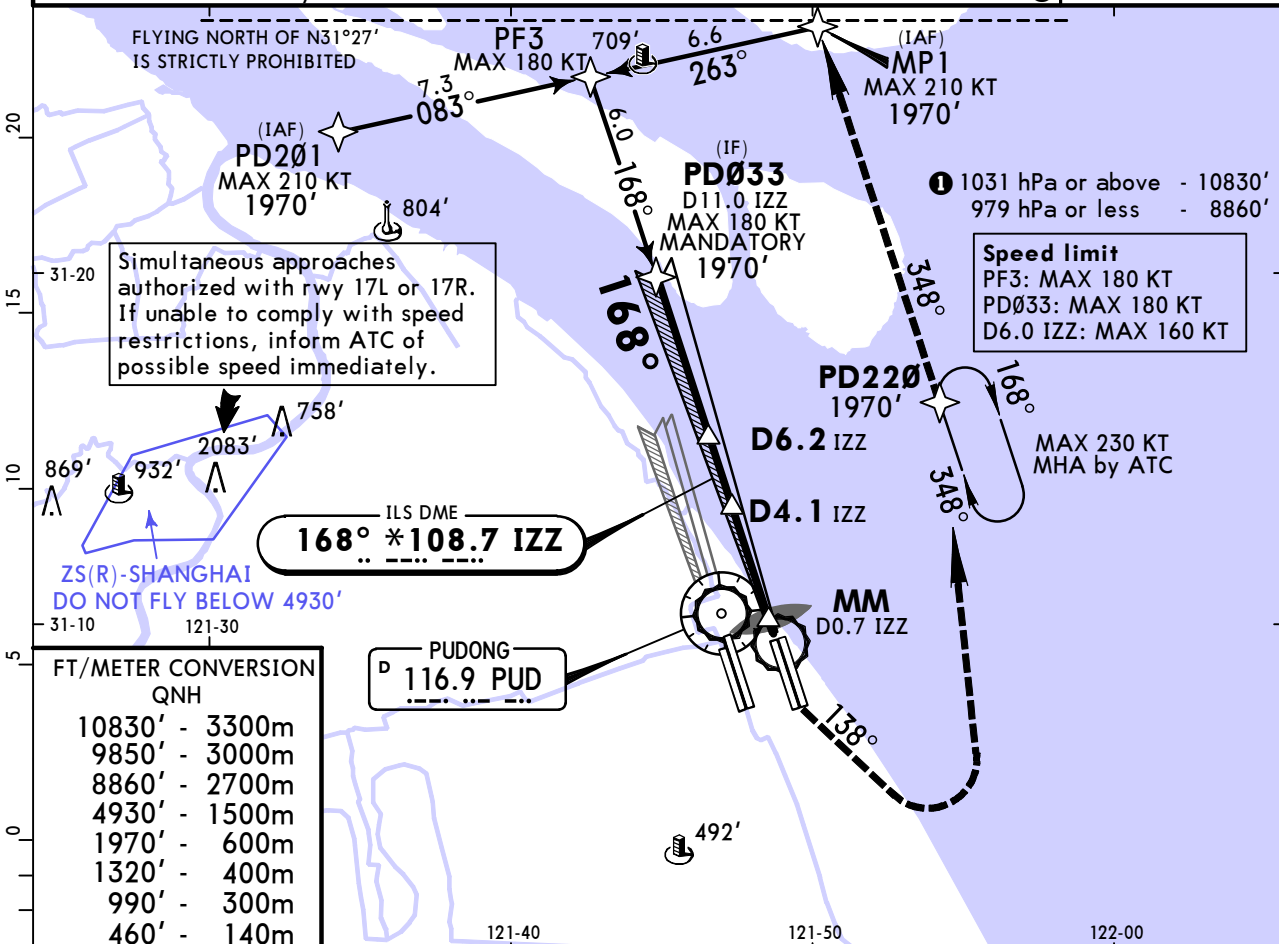 FLYING NORTH OF N31°27'
IS STRICTLY PROHIBITED
PF3
MAX 180 KT
709'
6.6
263°
(IAF)
MP1
MAX 210 KT
1970'
7.3
083°
(IAF)
PD2Ø1
MAX 210 KT
1970'
6.0
168°
(IF)
PDØ33
D11.0 IZZ
MAX 180 KT
MANDATORY
1970'
1 1031 hPa or above - 10830'
979 hPa or less - 8860'
Speed limit
PF3: MAX 180 KT
PDØ33: MAX 180 KT
D6.0 IZZ: MAX 160 KT
20
804'
31-20
15
Simultaneous approaches
authorized with rwy 17L or 17R.
If unable to comply with speed
restrictions, inform ATC of
possible speed immediately.
168°
348°
PD22Ø
1970'
168°
348°
MAX 230 KT
MHA by ATC
758'
2083'
869'
932'
10
D6.2 IZZ
D4.1 IZZ
ILS DME
168° *108.7 IZZ
ZS(R)-SHANGHAI
DO NOT FLY BELOW 4930'
31-10
121-30
MM
D0.7 IZZ
PUDONG
D 116.9 PUD
5
138°
FT/METER CONVERSION
QNH
10830' - 3300m
9850' - 3000m
8860' - 2700m
4930' - 1500m
1970' - 600m
1320' - 400m
990' - 300m
460' - 140m
0
492'
121-40
121-50
122-00